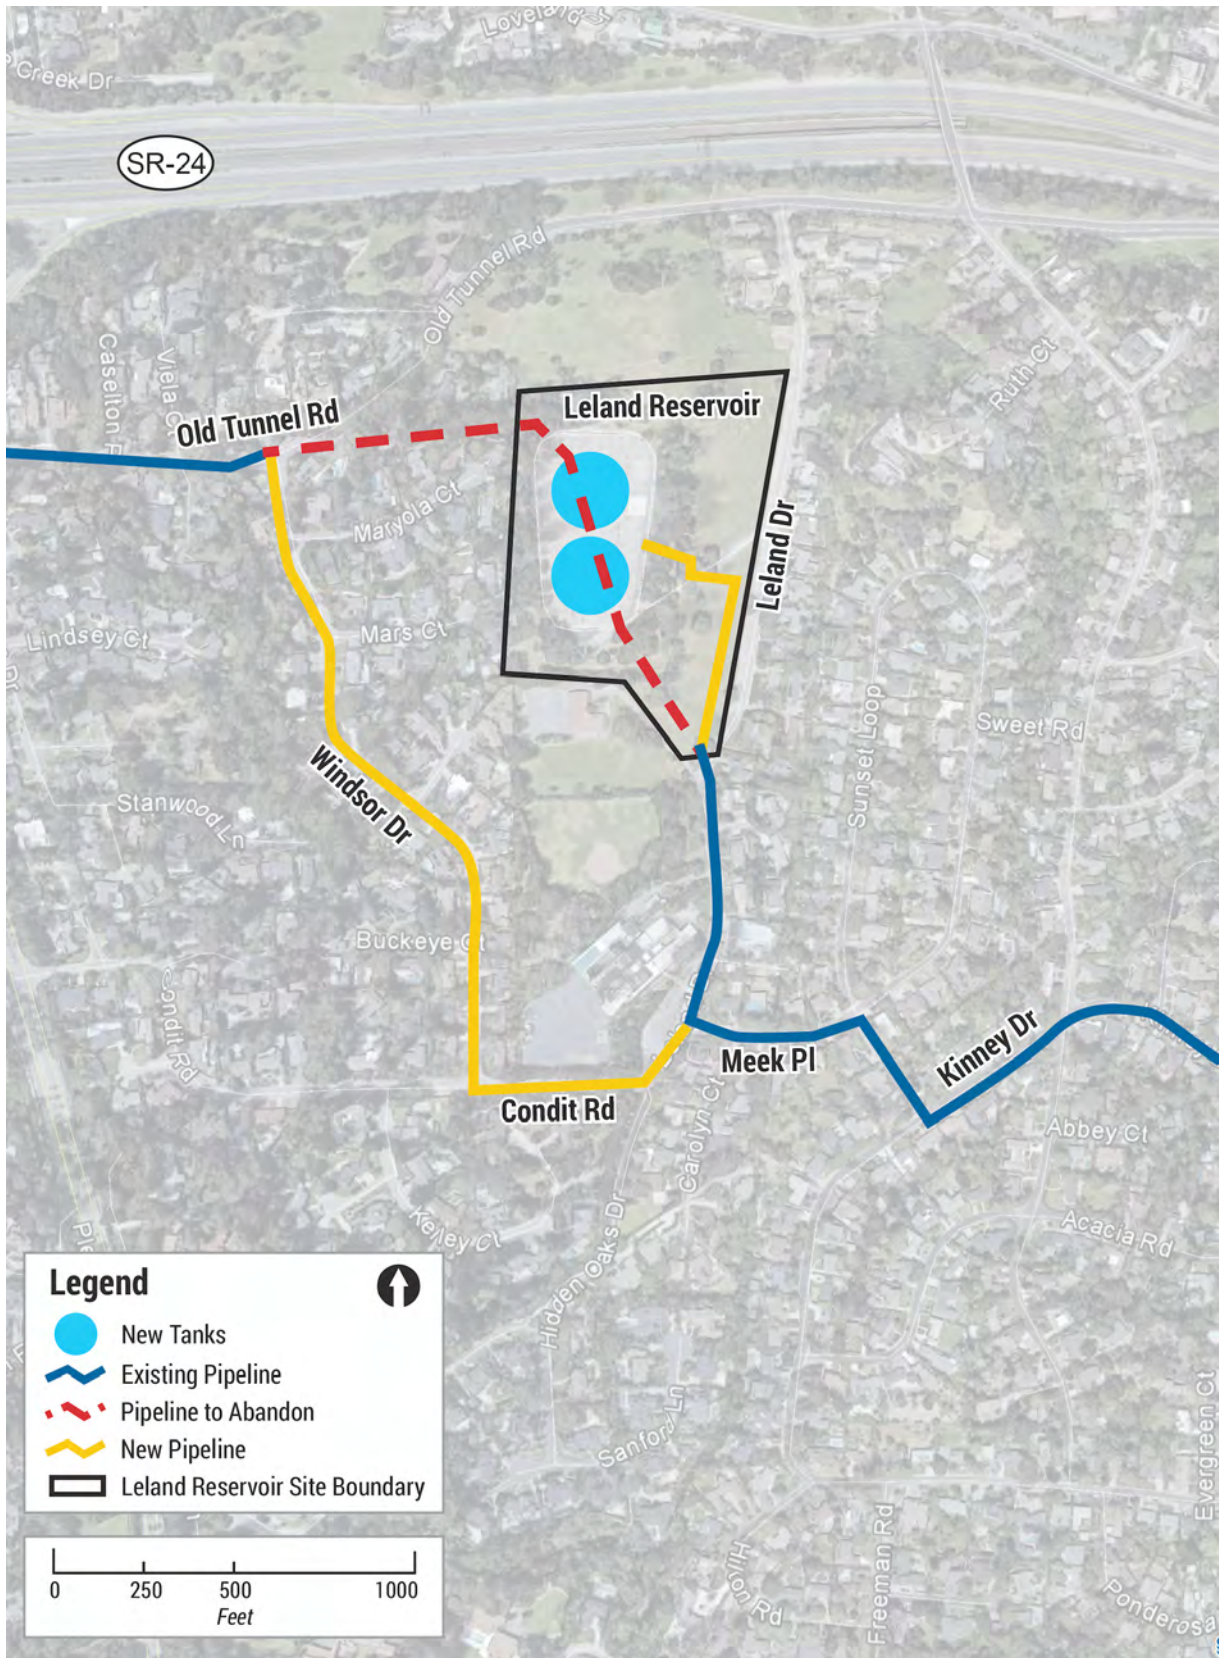 Loveland
Creek Dr
SR-24
Old Tunnel Rd
Ruth Ct
Caselton
Viela C
Old Tunnel Rd
Leland Reservoir
Maryola Ct
Leland Dr
Lindsey Ct
Mars Ct
Dr
Sunset Loop
Sweet Rd
Windsor Dr
Stanwood Ln
Buckeye Ct
Condit Rd
Meek Pl
Kinney Dr
Condit Rd
Carolyn Ct
Abbey Ct
Kelley Ct
Hidden Oaks Dr
Acacia Rd
Ple
Legend
New Tanks
Existing Pipeline
Pipeline to Abandon
New Pipeline
Leland Reservoir Site Boundary
Sanford Ln
Evergreen Ct
Hilton Rd
Freeman Rd
Ponderosa
0 250 500 1000
Feet